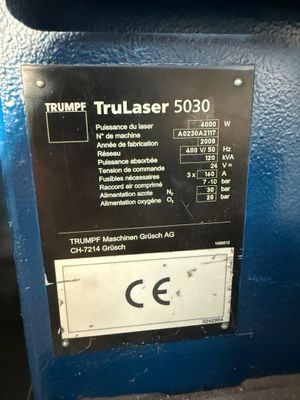 TRUMPF TruLaser 5030
Puissance du laser 6000 W
N° de machine A0230A2117
Année de fabrication 2008
Réseau 400 V/ 50 Hz
Puissance absorbée 120 kVA
Tension de commande 24 V =
Fusibles nécessaires 3 x 160 A
Raccord air comprimé 7 - 10 bar
Alimentation azote N₂ 30 bar
Alimentation oxygène O₂ 20 bar
TRUMPF Maschinen Grüsch AG
CH-7214 Grüsch
CE
0242954